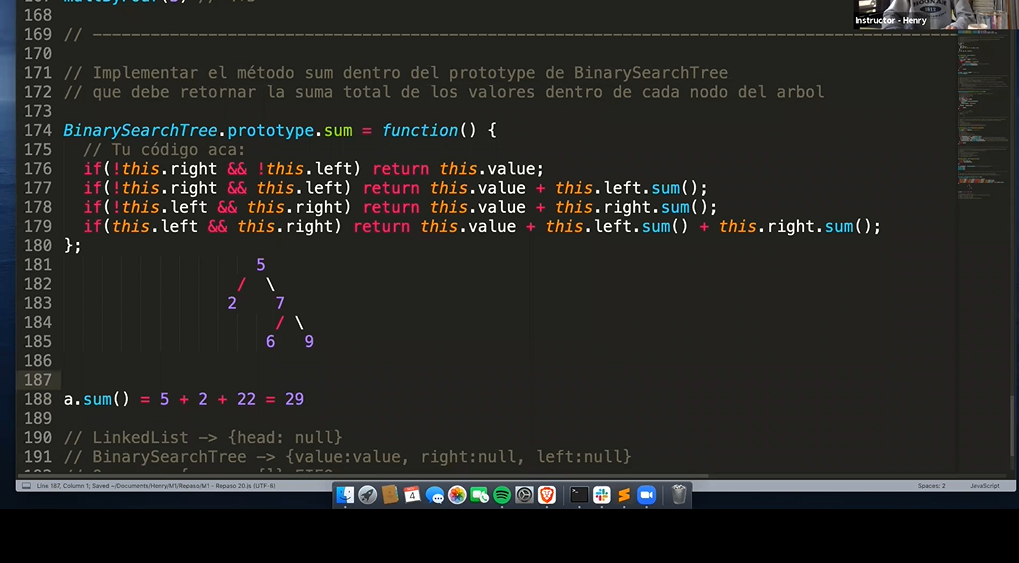 Instructor - Henry
168
169 // ------------------------------------------------------------------------------------------
170
171 // Implementar el método sum dentro del prototype de BinarySearchTree
172 // que debe retornar la suma total de los valores dentro de cada nodo del arbol
173
174 BinarySearchTree.prototype.sum = function() {
175 // Tu código aca:
176 if(!this.right && !this.left) return this.value;
177 if(!this.right && this.left) return this.value + this.left.sum();
178 if(!this.left && this.right) return this.value + this.right.sum();
179 if(this.left && this.right) return this.value + this.left.sum() + this.right.sum();
180 };
181 5
182 / \
183 2 7
184 / \
185 6 9
186
187
188 a.sum() = 5 + 2 + 22 = 29
189
190 // LinkedList -> {head: null}
191 // BinarySearchTree -> {value:value, right:null, left:null}
Line 187, Column 1; Saved ~/Documents/Henry/M1/Repaso/M1 - Repaso 20.js (UTF-8) Spaces: 2 JavaScript
4